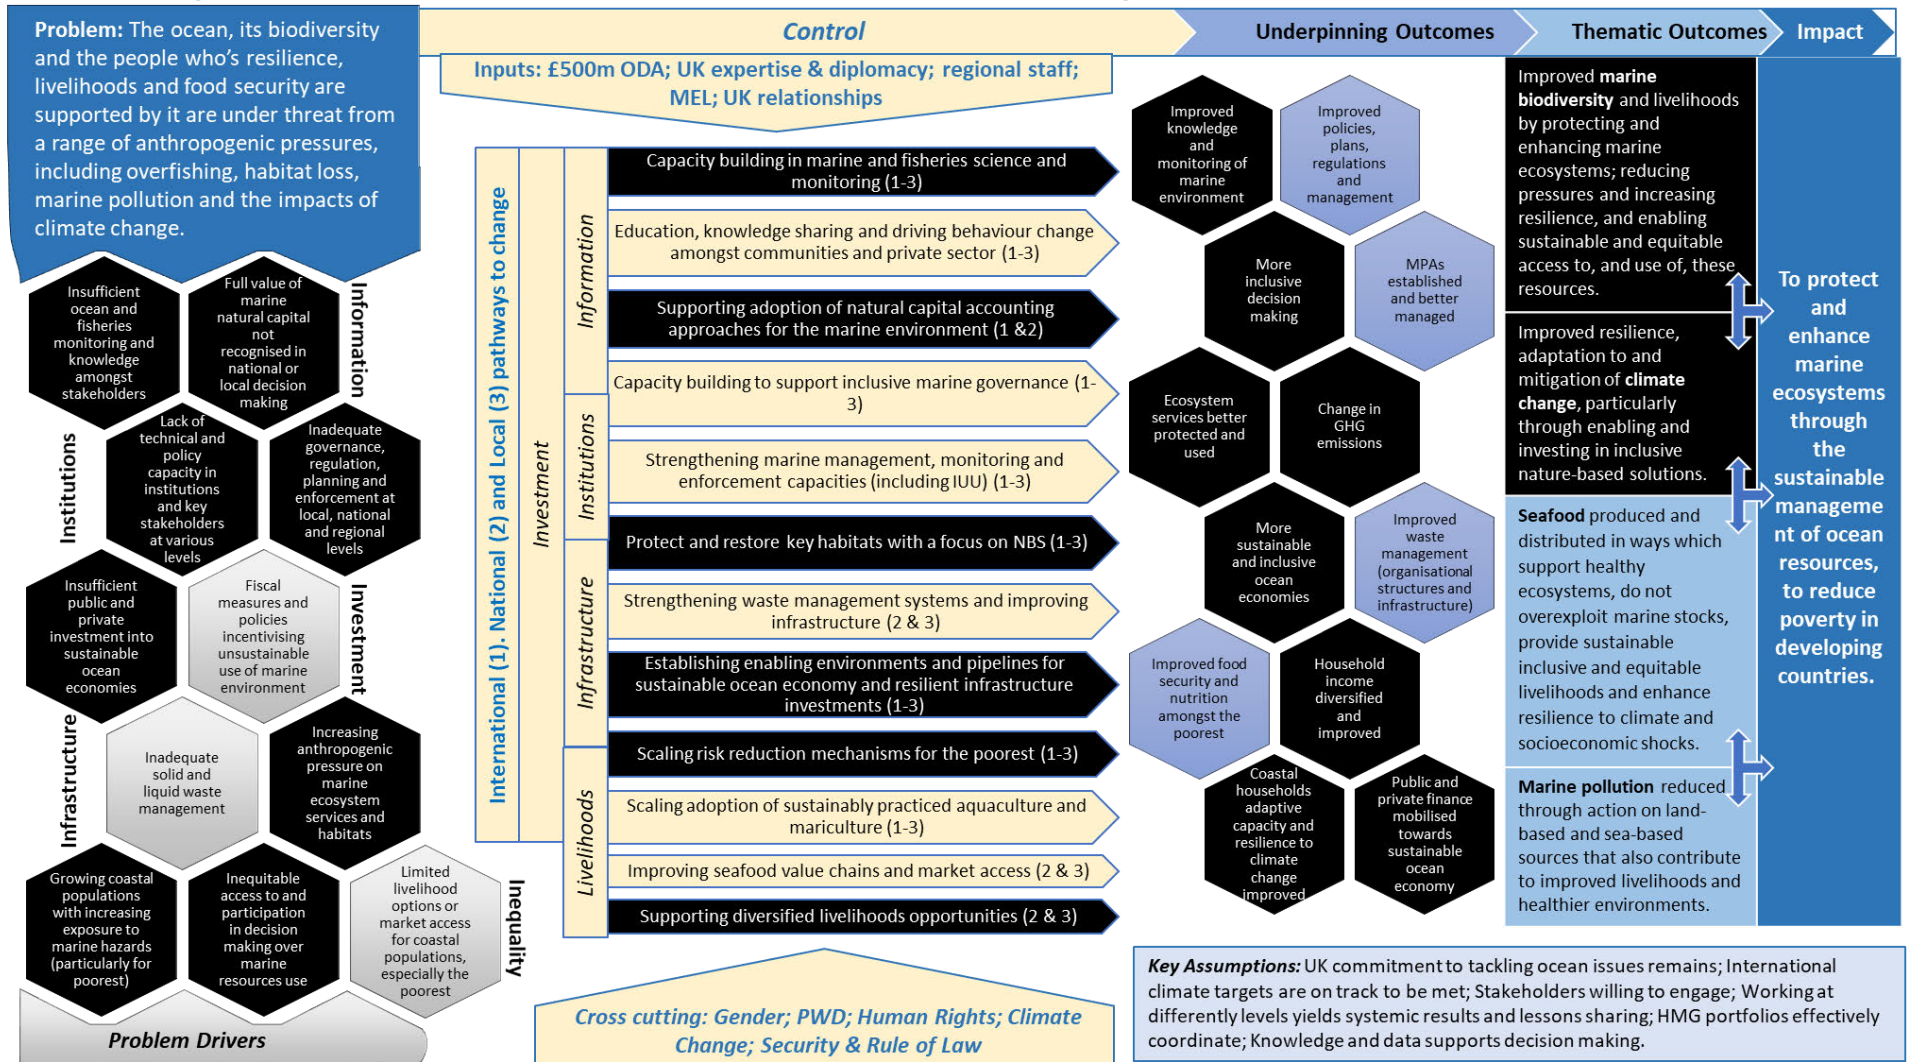 Problem: The ocean, its biodiversity
and the people who's resilience,
livelihoods and food security are
supported by it are under threat from
a range of anthropogenic pressures,
including overfishing, habitat loss,
marine pollution and the impacts of
climate change.
Insufficient
ocean and
fisheries
monitoring and
knowledge
amongst
stakeholders
Full value of
marine
natural capital
not
recognised in
national or
local decision
making
Information
Institutions
Lack of
technical and
policy
capacity in
institutions
and key
stakeholders
at various
levels
Inadequate
governance,
regulation,
planning and
enforcement at
local, national
and regional
levels
Insufficient
public and
private
investment into
sustainable
ocean
economies
Fiscal
measures and
policies
incentivising
unsustainable
use of marine
environment
Investment
Infrastructure
Inadequate
solid and
liquid waste
management
Increasing
anthropogenic
pressure on
marine
ecosystem
services and
habitats
Growing coastal
populations
with increasing
exposure to
marine hazards
(particularly for
poorest)
Inequitable
access to and
participation
in decision
making over
marine
resources use
Limited
livelihood
options or
market access
for coastal
populations,
especially the
poorest
Inequality
Problem Drivers
Control
Inputs: £500m ODA; UK expertise & diplomacy; regional staff;
MEL; UK relationships
International (1). National (2) and Local (3) pathways to change
Investment
Information
Institutions
Infrastructure
Livelihoods
Capacity building in marine and fisheries science and
monitoring (1-3)
Education, knowledge sharing and driving behaviour change
amongst communities and private sector (1-3)
Supporting adoption of natural capital accounting
approaches for the marine environment (1 &2)
Capacity building to support inclusive marine governance (1-
3)
Strengthening marine management, monitoring and
enforcement capacities (including IUU) (1-3)
Protect and restore key habitats with a focus on NBS (1-3)
Strengthening waste management systems and improving
infrastructure (2 & 3)
Establishing enabling environments and pipelines for
sustainable ocean economy and resilient infrastructure
investments (1-3)
Scaling risk reduction mechanisms for the poorest (1-3)
Scaling adoption of sustainably practiced aquaculture and
mariculture (1-3)
Improving seafood value chains and market access (2 & 3)
Supporting diversified livelihoods opportunities (2 & 3)
Cross cutting: Gender; PWD; Human Rights; Climate
Change; Security & Rule of Law
Underpinning Outcomes
Improved
knowledge
and
monitoring of
marine
environment
Improved
policies,
plans,
regulations
and
management
More
inclusive
decision
making
MPAs
established
and better
managed
Ecosystem
services better
protected and
used
Change in
GHG
emissions
More
sustainable
and inclusive
ocean
economies
Improved
waste
management
(organisational
structures and
infrastructure)
Improved food
security and
nutrition
amongst the
poorest
Household
income
diversified
and
improved
Coastal
households
adaptive
capacity and
resilience to
climate
change
improved
Public and
private finance
mobilised
towards
sustainable
ocean
economy
Thematic Outcomes
Improved marine
biodiversity and livelihoods
by protecting and
enhancing marine
ecosystems; reducing
pressures and increasing
resilience, and enabling
sustainable and equitable
access to, and use of, these
resources.
Improved resilience,
adaptation to and
mitigation of climate
change, particularly
through enabling and
investing in inclusive
nature-based solutions.
Seafood produced and
distributed in ways which
support healthy
ecosystems, do not
overexploit marine stocks,
provide sustainable
inclusive and equitable
livelihoods and enhance
resilience to climate and
socioeconomic shocks.
Marine pollution reduced
through action on land-
based and sea-based
sources that also contribute
to improved livelihoods and
healthier environments.
Impact
To protect
and
enhance
marine
ecosystems
through
the
sustainable
manageme
nt of ocean
resources,
to reduce
poverty in
developing
countries.
Key Assumptions: UK commitment to tackling ocean issues remains; International
climate targets are on track to be met; Stakeholders willing to engage; Working at
differently levels yields systemic results and lessons sharing; HMG portfolios effectively
coordinate; Knowledge and data supports decision making.